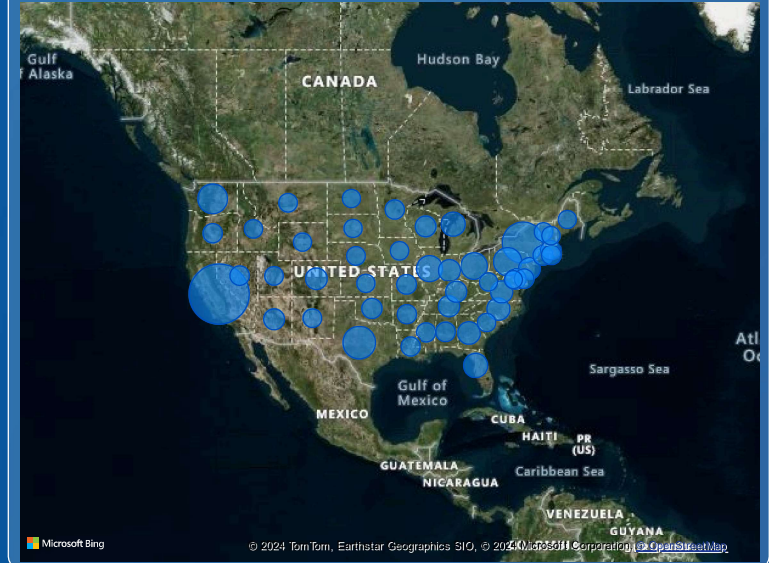 Gulf
f Alaska
Hudson Bay
CANADA
Labrador Sea
UNITED STATES
Atl
Oc
Sargasso Sea
Gulf of
Mexico
MEXICO
CUBA
HAITI
PR
(US)
GUATEMALA
Caribbean Sea
NICARAGUA
VENEZUELA
GUYANA
Microsoft Bing
© 2024 TomTom, Earthstar Geographics SIO, © 2024 Microsoft Corporation, © OpenStreetMap